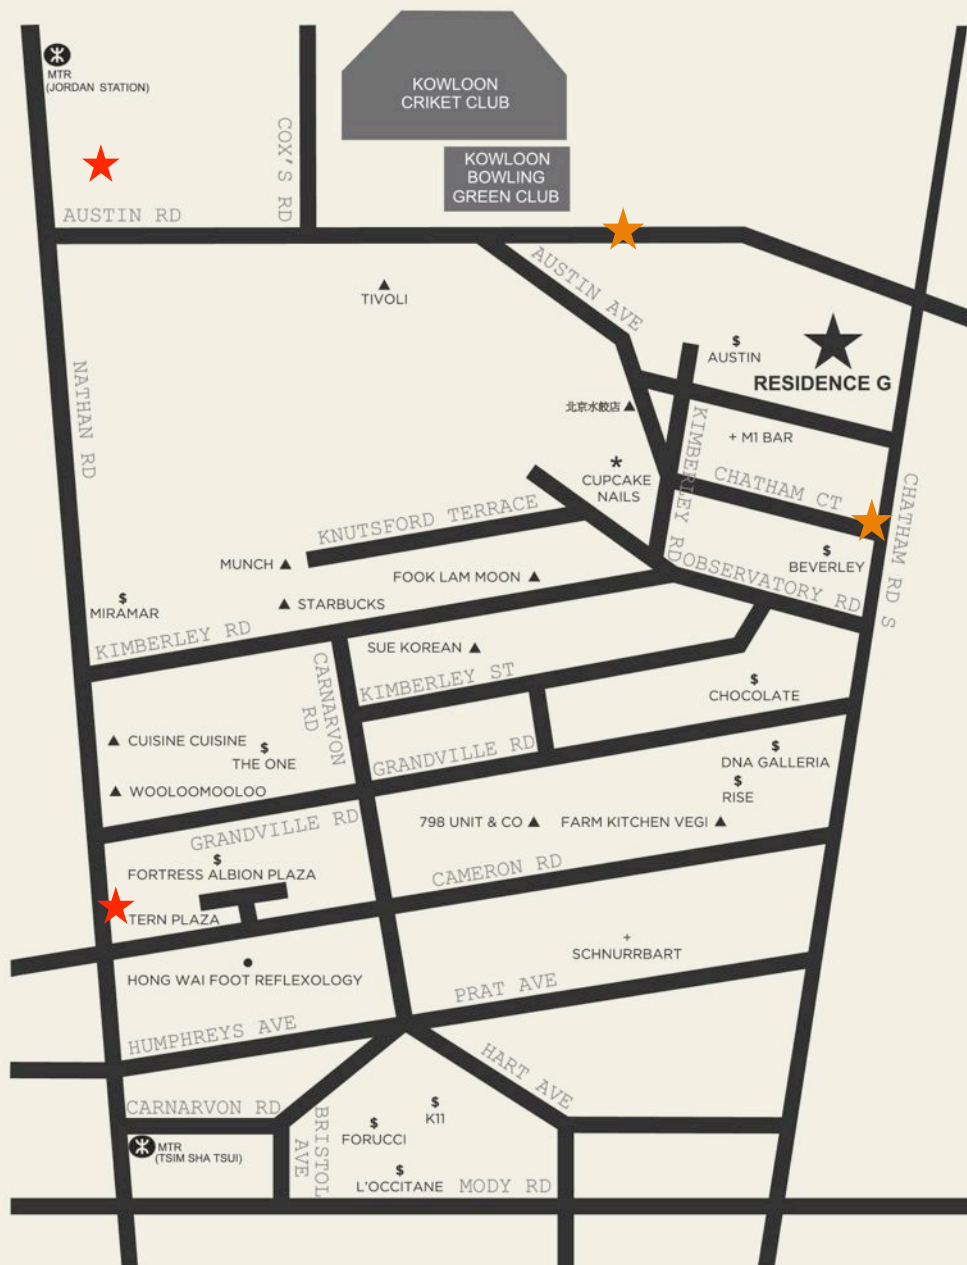 MTR
(JORDAN STATION)
COX'S RD
KOWLOON
CRIKET CLUB
KOWLOON
BOWLING
GREEN CLUB
AUSTIN RD
AUSTIN AVE
TIVOLI
$
AUSTIN
RESIDENCE G
NATHAN RD
北京水餃店
KIMBERLEY RD
+ M1 BAR
*
CUPCAKE
NAILS
CHATHAM CT
CHATHAM RD S
KNUTSFORD TERRACE
$
BEVERLEY
MUNCH
FOOK LAM MOON
OBSERVATORY RD
$
MIRAMAR
STARBUCKS
KIMBERLEY RD
SUE KOREAN
CARNARVON
RD
KIMBERLEY ST
$
CHOCOLATE
CUISINE CUISINE
$
THE ONE
GRANDVILLE RD
$
DNA GALLERIA
$
RISE
WOOLOOMOOLOO
GRANDVILLE RD
798 UNIT & CO
FARM KITCHEN VEGI
$
FORTRESS ALBION PLAZA
CAMERON RD
TERN PLAZA
+
SCHNURRBART
HONG WAI FOOT REFLEXOLOGY
PRAT AVE
HUMPHREYS AVE
HART AVE
CARNARVON RD
BRISTOL
AVE
$
K11
$
FORUCCI
MTR
(TSIM SHA TSUI)
$
L'OCCITANE
MODY RD